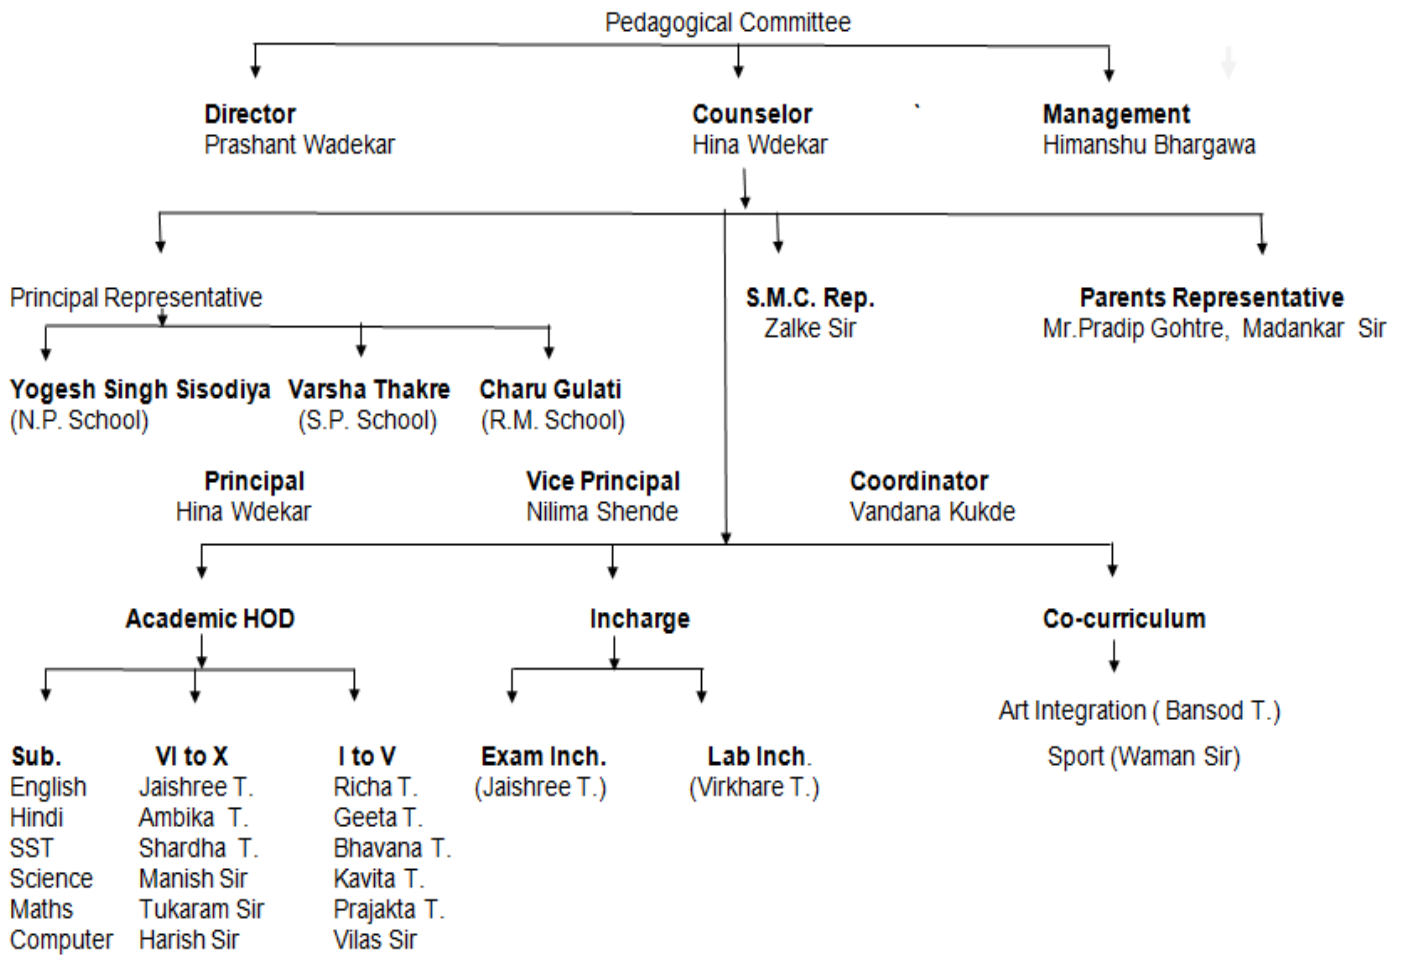 Pedagogical Committee
Director Counselor ` Management
Prashant Wadekar Hina Wdekar Himanshu Bhargawa
Principal Representative S.M.C. Rep. Parents Representative
Zalke Sir Mr.Pradip Gohtre, Madankar Sir
Yogesh Singh Sisodiya Varsha Thakre Charu Gulati
(N.P. School) (S.P. School) (R.M. School)
Principal Vice Principal Coordinator
Hina Wdekar Nilima Shende Vandana Kukde
Academic HOD Incharge Co-curriculum
Art Integration ( Bansod T.)
Sub. VI to X I to V Exam Inch. Lab Inch. Sport (Waman Sir)
English Jaishree T. Richa T. (Jaishree T.) (Virkhare T.)
Hindi Ambika T. Geeta T.
SST Shardha T. Bhavana T.
Science Manish Sir Kavita T.
Maths Tukaram Sir Prajakta T.
Computer Harish Sir Vilas Sir